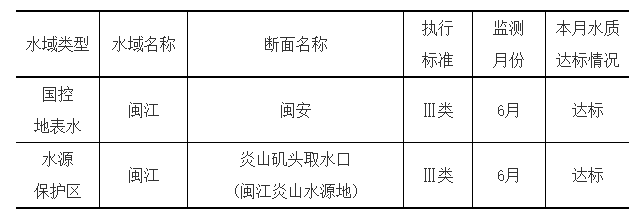 水域类型 水域名称 断面名称 执行标准 监测月份 本月水质达标情况
国控地表水 闽江 闽安 Ⅲ类 6月 达标
水源保护区 闽江 炎山矶头取水口(闽江炎山水源地) Ⅲ类 6月 达标